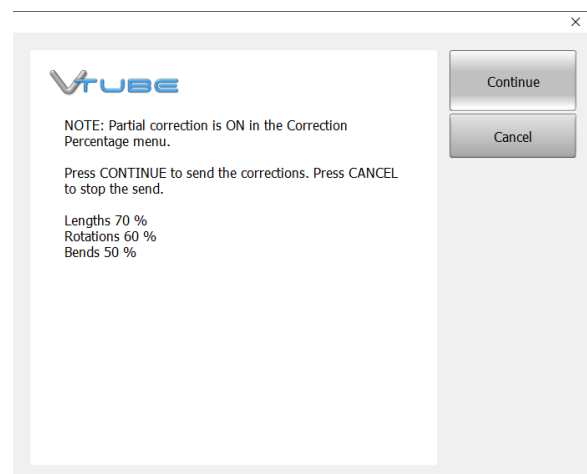 VTUBE
NOTE: Partial correction is ON in the Correction
Percentage menu.
Press CONTINUE to send the corrections. Press CANCEL
to stop the send.
Lengths 70 %
Rotations 60 %
Bends 50 %
Continue
Cancel